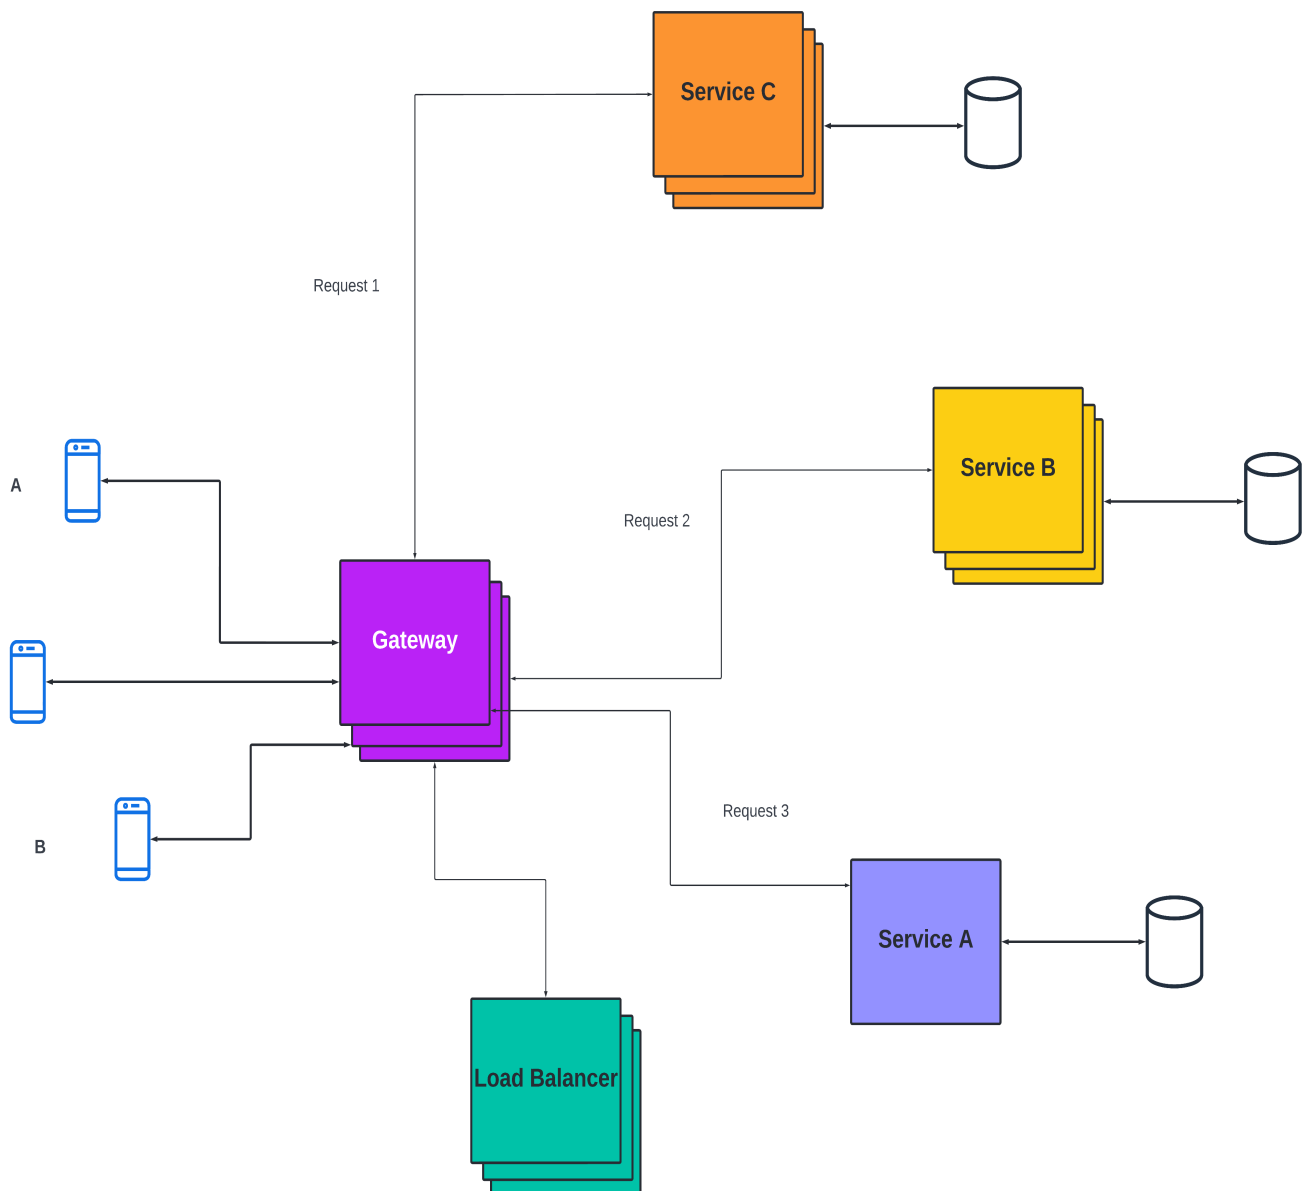 Service C
Request 1
Service B
A
Request 2
Gateway
Request 3
B
Service A
Load Balancer